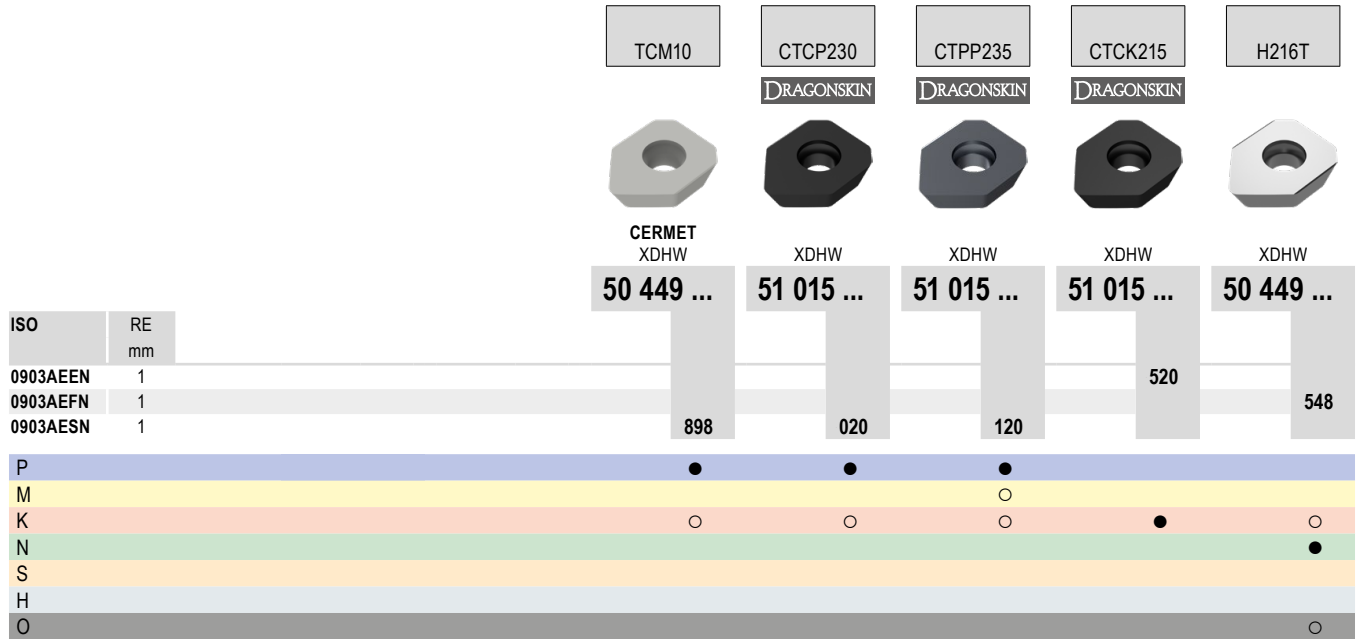 TCM10 CTCP230 CTPP235 CTCK215 H216T
DRAGONSKIN DRAGONSKIN DRAGONSKIN
CERMET
XDHW XDHW XDHW XDHW XDHW
50 449 ... 51 015 ... 51 015 ... 51 015 ... 50 449 ...
ISO RE
mm
0903AEEN 1 520
0903AEFN 1 548
0903AESN 1 898 020 120
P ● ● ●
M ○
K ○ ○ ○ ● ○
N ●
S
H
O ○